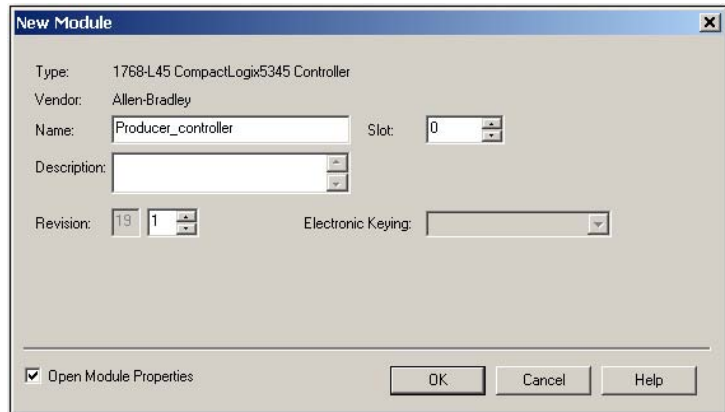 New Module
Type: 1768-L45 CompactLogix5345 Controller
Vendor: Allen-Bradley
Name: Producer_controller Slot: 0
Description:
Revision: 19 1 Electronic Keying:
Open Module Properties OK Cancel Help